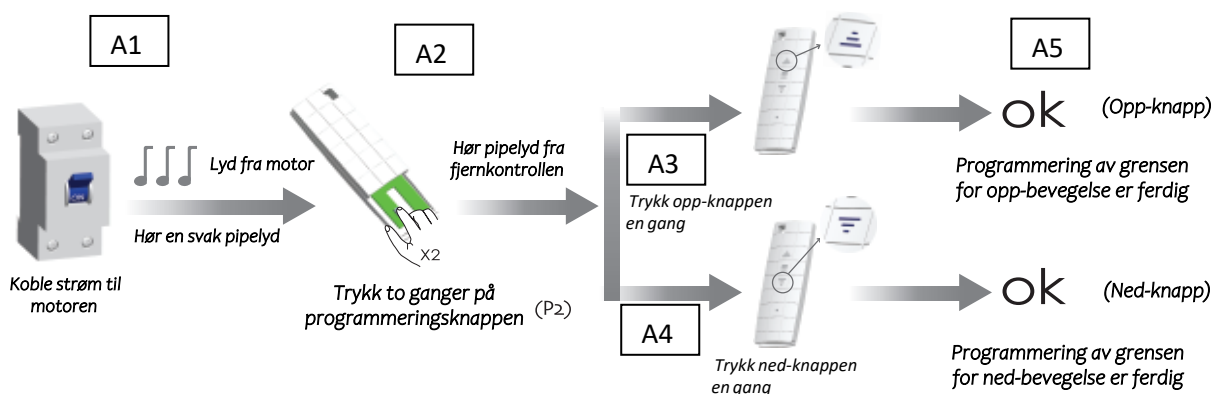 A1
ON
Koble strøm til
motoren
Lyd fra motor
Hør en svak pipelyd
A2
X2
Trykk to ganger på
programmeringsknappen (P2)
Hør pipelyd fra
fjernkontrollen
A3
Trykk opp-knappen
en gang
A4
Trykk ned-knappen
en gang
A5
ok (Opp-knapp)
Programmering av grensen
for opp-bevegelse er ferdig
ok (Ned-knapp)
Programmering av grensen
for ned-bevegelse er ferdig